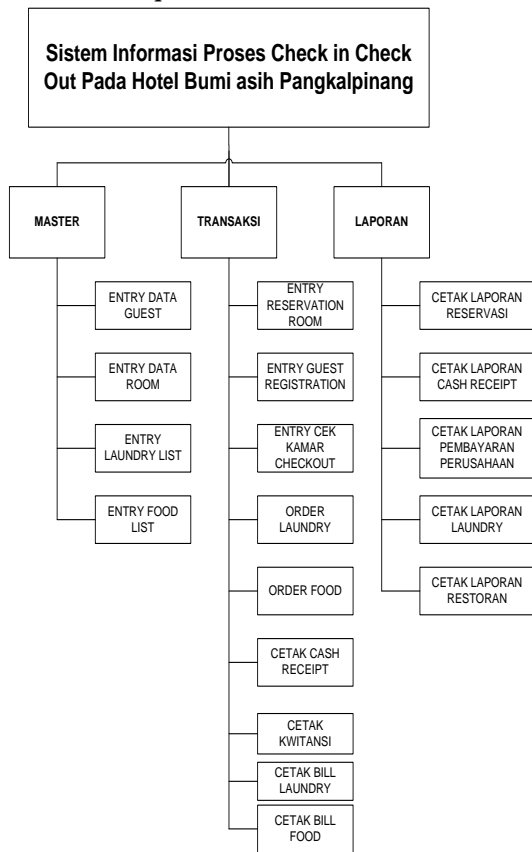 Sistem Informasi Proses Check in Check
Out Pada Hotel Bumi asih Pangkalpinang
MASTER
TRANSAKSI
LAPORAN
ENTRY DATA
GUEST
ENTRY DATA
ROOM
ENTRY
LAUNDRY LIST
ENTRY FOOD
LIST
ENTRY
RESERVATION
ROOM
ENTRY GUEST
REGISTRATION
ENTRY CEK
KAMAR
CHECKOUT
ORDER
LAUNDRY
ORDER FOOD
CETAK CASH
RECEIPT
CETAK
KWITANSI
CETAK BILL
LAUNDRY
CETAK BILL
FOOD
CETAK LAPORAN
RESERVASI
CETAK LAPORAN
CASH RECEIPT
CETAK LAPORAN
PEMBAYARAN
PERUSAHAAN
CETAK LAPORAN
LAUNDRY
CETAK LAPORAN
RESTORAN